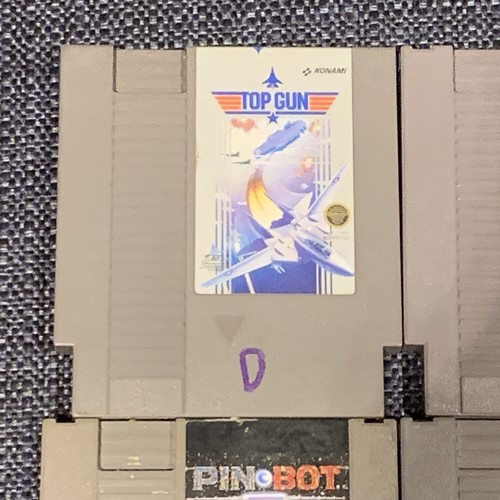 KONAMI
TOP GUN
D
PIN BOT